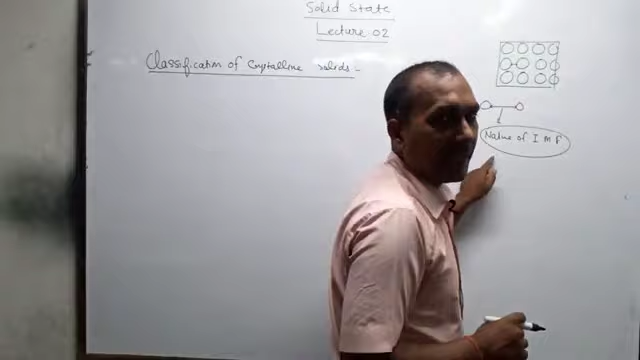 Solid State
Lecture 02
Classification of Crystalline solids -
Nature of I M F